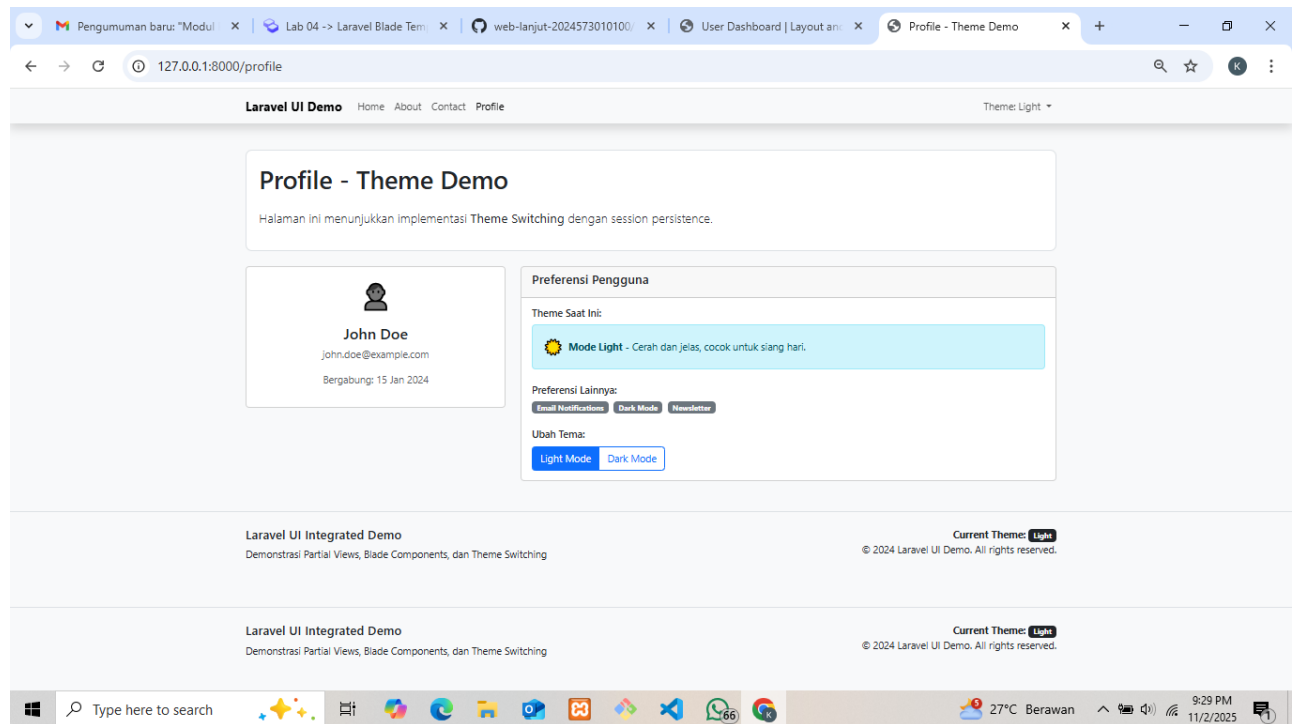 Pengumuman baru: "Modul
Lab 04 -> Laravel Blade Tem
web-lanjut-2024573010100/
User Dashboard | Layout and
Profile - Theme Demo
127.0.0.1:8000/profile
K
Laravel UI Demo Home About Contact Profile Theme: Light
Profile - Theme Demo
Halaman ini menunjukkan implementasi Theme Switching dengan session persistence.
John Doe
john.doe@example.com
Bergabung: 15 Jan 2024
Preferensi Pengguna
Theme Saat Ini:
Mode Light - Cerah dan jelas, cocok untuk siang hari.
Preferensi Lainnya:
Email Notifications Dark Mode Newsletter
Ubah Tema:
Light Mode Dark Mode
Laravel UI Integrated Demo
Demonstrasi Partial Views, Blade Components, dan Theme Switching
Current Theme: Light
© 2024 Laravel UI Demo. All rights reserved.
Laravel UI Integrated Demo
Demonstrasi Partial Views, Blade Components, dan Theme Switching
Current Theme: Light
© 2024 Laravel UI Demo. All rights reserved.
Type here to search
66
K
27°C Berawan
9:29 PM
11/2/2025
1